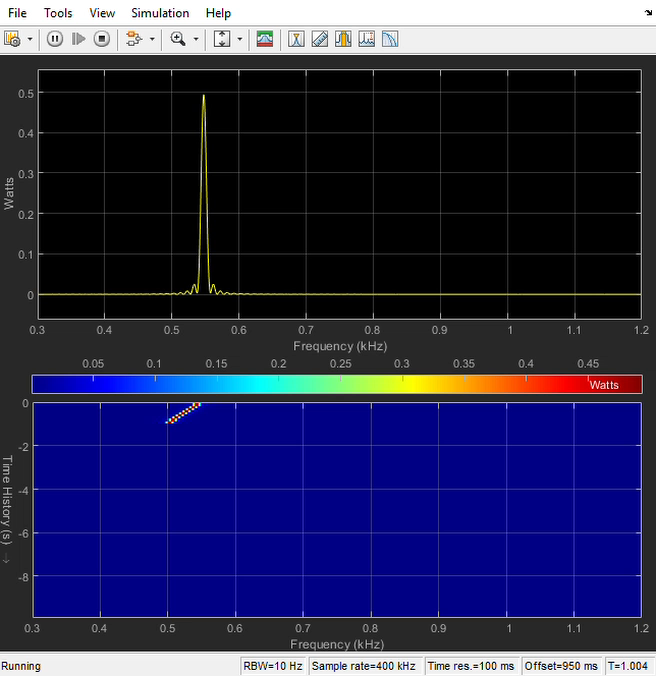 File Tools View Simulation Help
0.5
0.4
0.3
0.2
0.1
0
Watts
0.3 0.4 0.5 0.6 0.7 0.8 0.9 1 1.1 1.2
Frequency (kHz)
0.05 0.1 0.15 0.2 0.25 0.3 0.35 0.4 0.45
Watts
0
-2
-4
-6
-8
Time History (s) →
0.3 0.4 0.5 0.6 0.7 0.8 0.9 1 1.1 1.2
Frequency (kHz)
Running RBW=10 Hz Sample rate=400 kHz Time res.=100 ms Offset=950 ms T=1.004